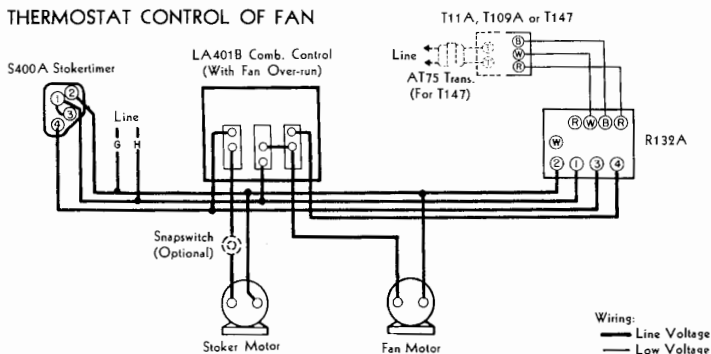 THERMOSTAT CONTROL OF FAN
T11A, T109A or T147
LA401B Comb. Control
(With Fan Over-run)
Line
AT75 Trans.
(For T147)
B
W
R
S400A Stokertimer
1 2
3
4
Line
G H
R W B R
W
R132A
2 1 3 4
Snapswitch
(Optional)
Stoker Motor
Fan Motor
Wiring:
Line Voltage
Low Voltage